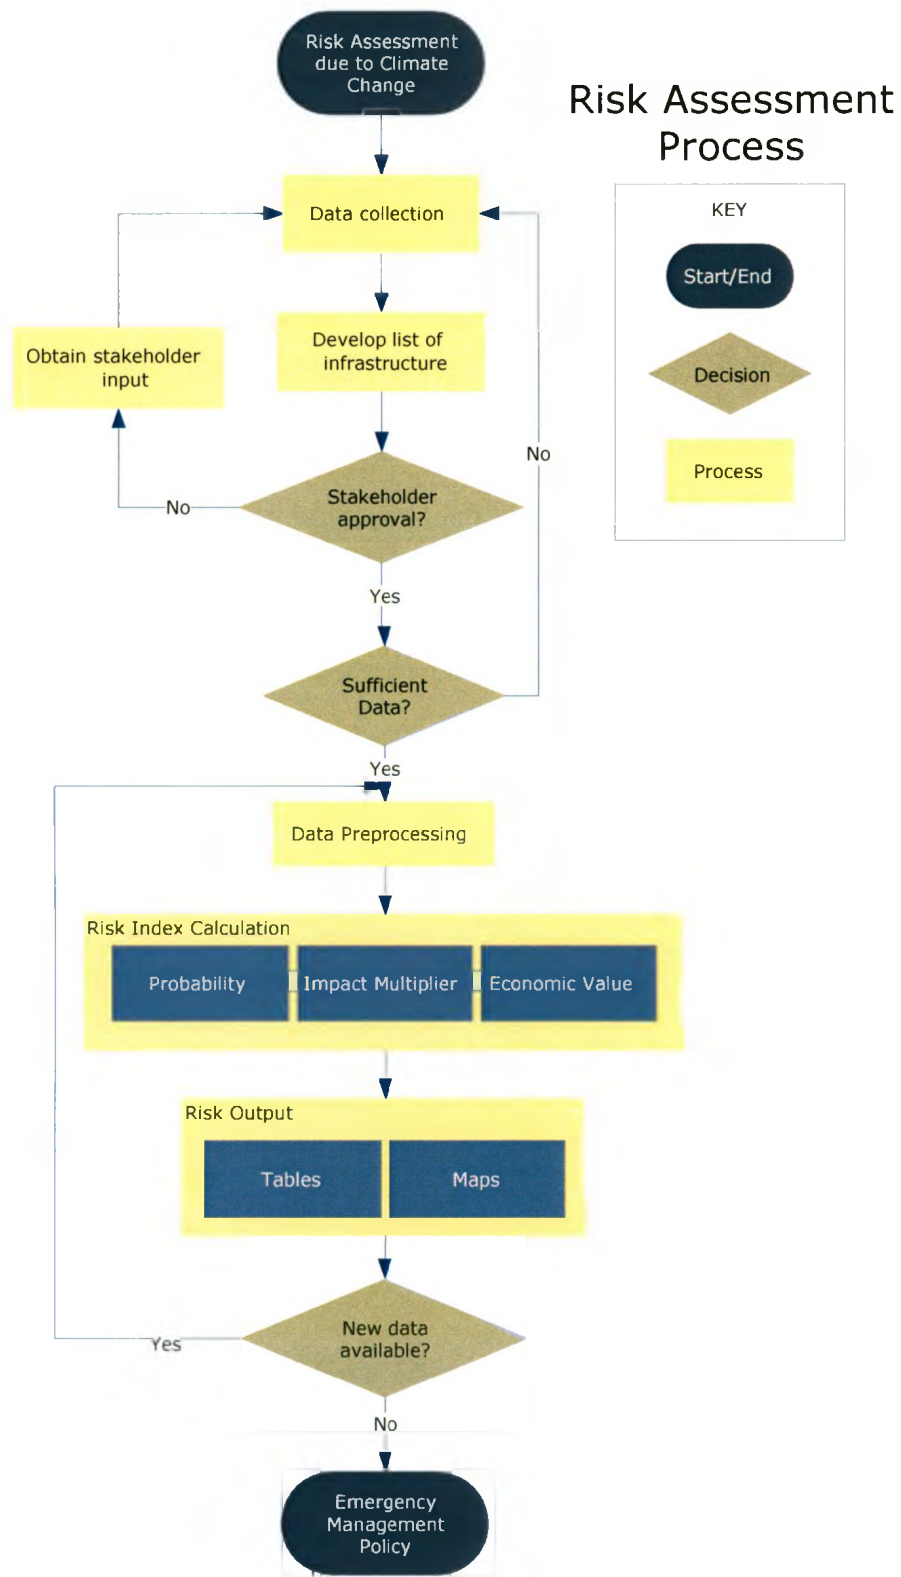 Risk Assessment
due to Climate
Change
Risk Assessment
Process
KEY
Start/End
Decision
Process
Data collection
Develop list of
infrastructure
Obtain stakeholder
input
No
Stakeholder
approval?
No
Yes
Sufficient
Data?
Yes
Data Preprocessing
Risk Index Calculation
Probability
Impact Multiplier
Economic Value
Risk Output
Tables
Maps
New data
available?
Yes
No
Emergency
Management
Policy